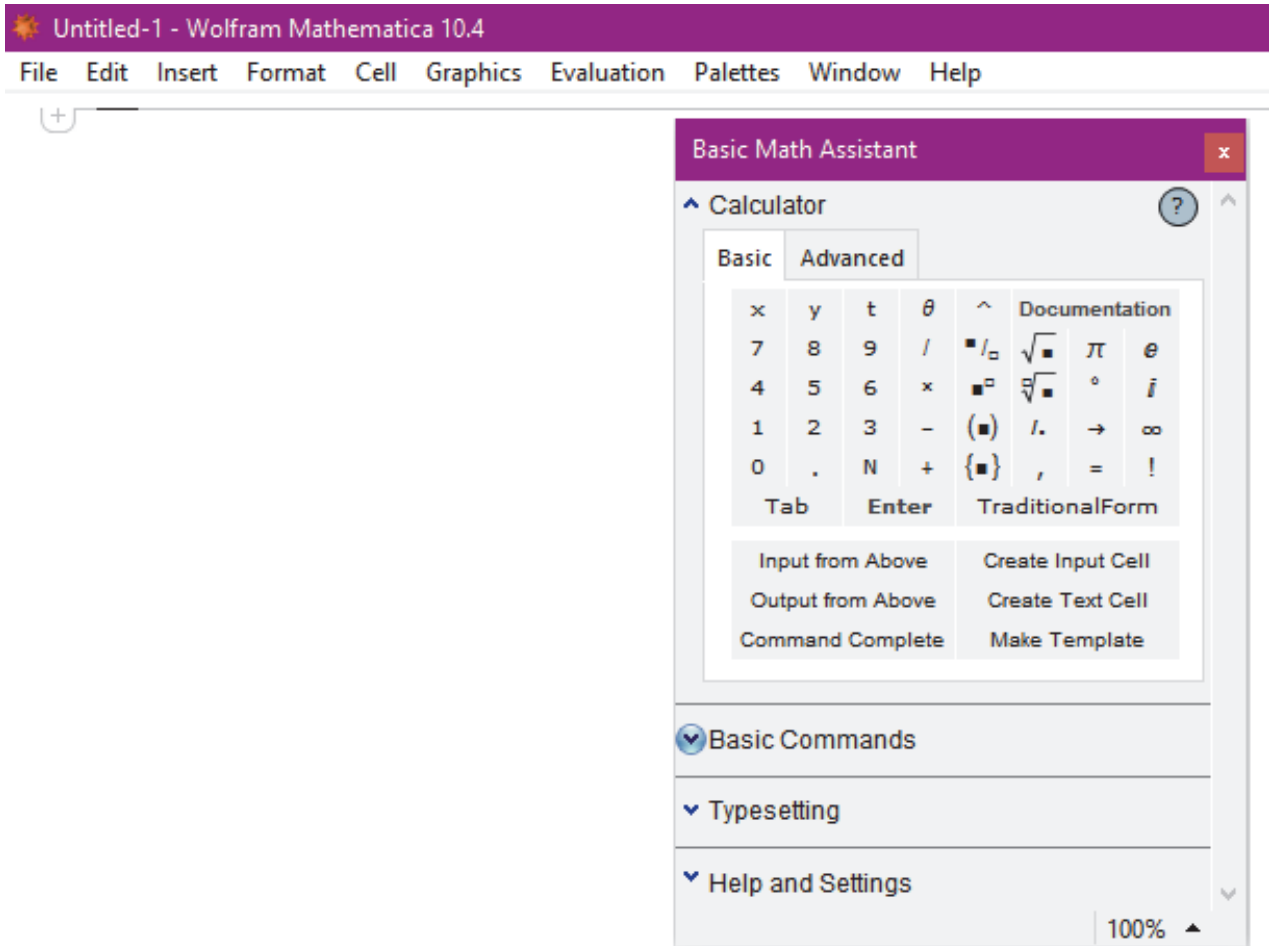 Untitled-1 - Wolfram Mathematica 10.4
File Edit Insert Format Cell Graphics Evaluation Palettes Window Help
+
Basic Math Assistant x
Calculator ?
Basic Advanced
x y t θ ^ Documentation
7 8 9 / ■/□ √■ π e
4 5 6 × ■□ □√■ ° i
1 2 3 – (■) /. → ∞
0 . N + {■} , = !
Tab Enter TraditionalForm
Input from Above Create Input Cell
Output from Above Create Text Cell
Command Complete Make Template
Basic Commands
Typesetting
Help and Settings
100%